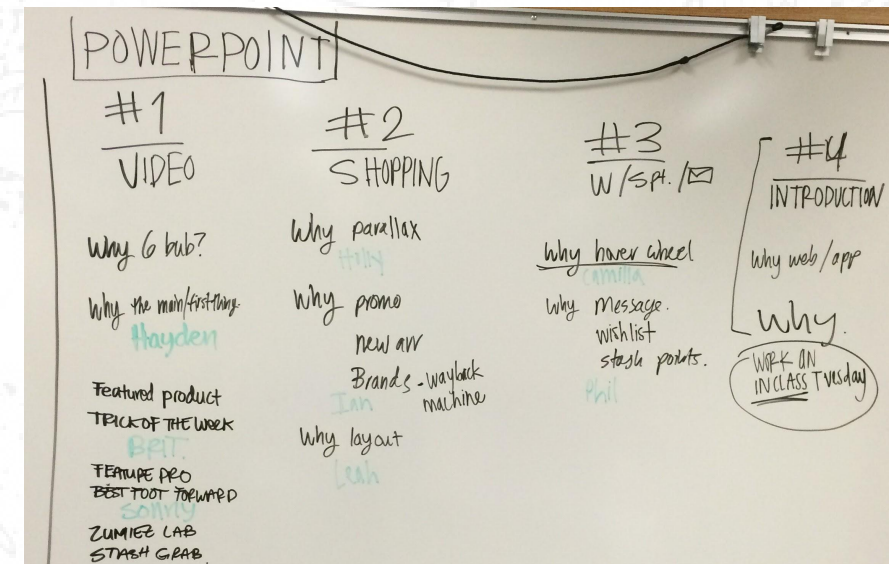 POWERPOINT
#1
VIDEO
Why 6 bub?
Why the main/first thing.
Hayden
Featured product
TRICK OF THE WEEK
BRIT.
FEATURE PRO
BEST FOOT FORWARD
Sonny
ZUMIEZ LAB
STASH GRAB
#2
SHOPPING
Why parallax
Holly
Why promo
new arr
Brands - wayback
machine
Ian
Why layout
Leah
#3
W/Spt./
Why hover wheel
Camilla
Why Message.
wishlist
stash points.
Phil
#4
INTRODUCTION
Why web/app
Why.
WORK ON
IN CLASS Tuesday